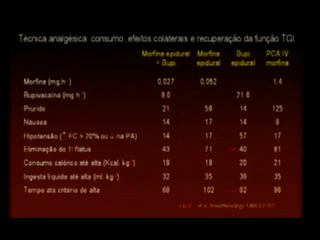 Técnica analgésica consumo efeitos colaterais e recuperação da função TGI
Morfina epidural + Bupi Morfina epidural Bupi epidural PCA IV morfina
Morfina (mg.h⁻¹) 0,027 0,052 1,4
Bupivacaína (mg.h⁻¹) 9.0 21.6
Prurido 21 58 14 125
Náusea 14 17 14 8
Hipotensão (↑ FC > 20% ou ↓ na PA) 14 17 57 17
Eliminação do 1º flatus 43 71 40 81
Consumo calórico até alta (Kcal. kg⁻¹) 18 18 20 21
Ingesta líquida até alta (ml. kg⁻¹) 32 35 36 35
Tempo até critério de alta 68 102 62 96